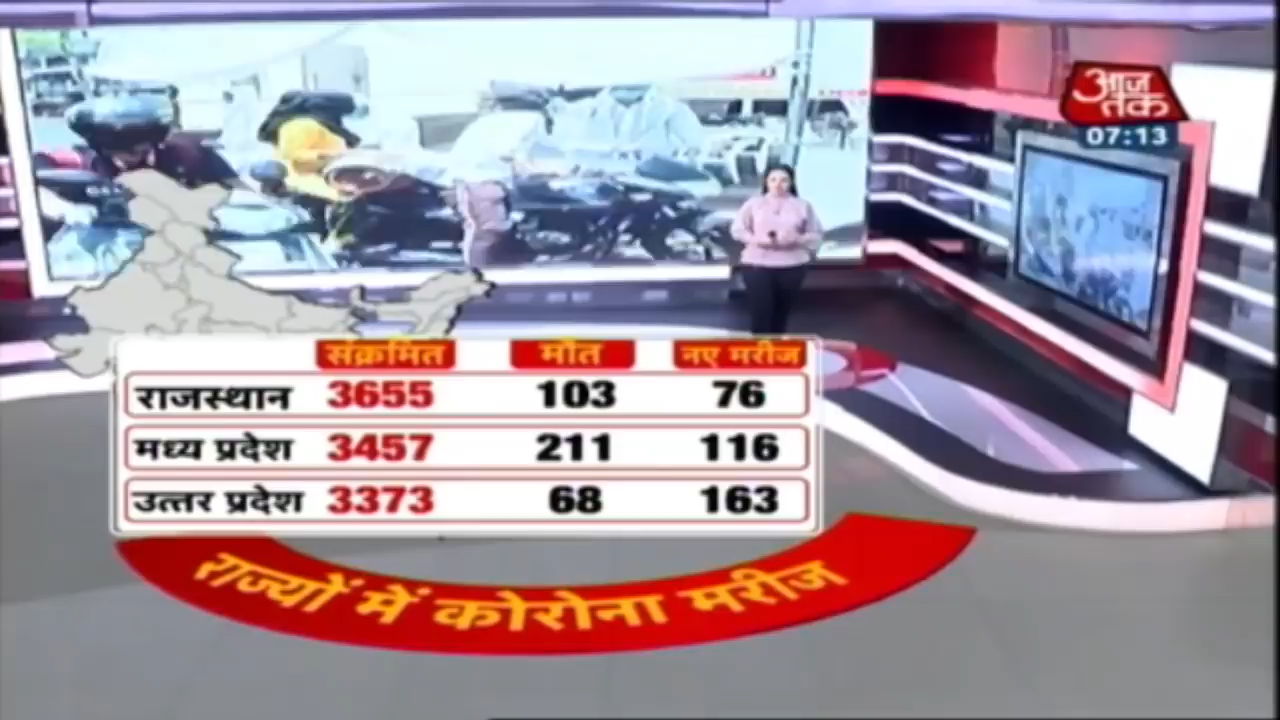 आज
तक
07:13
संक्रमित मौत नए मरीज
राजस्थान 3655 103 76
मध्य प्रदेश 3457 211 116
उत्तर प्रदेश 3373 68 163
राज्यों में कोरोना मरीज